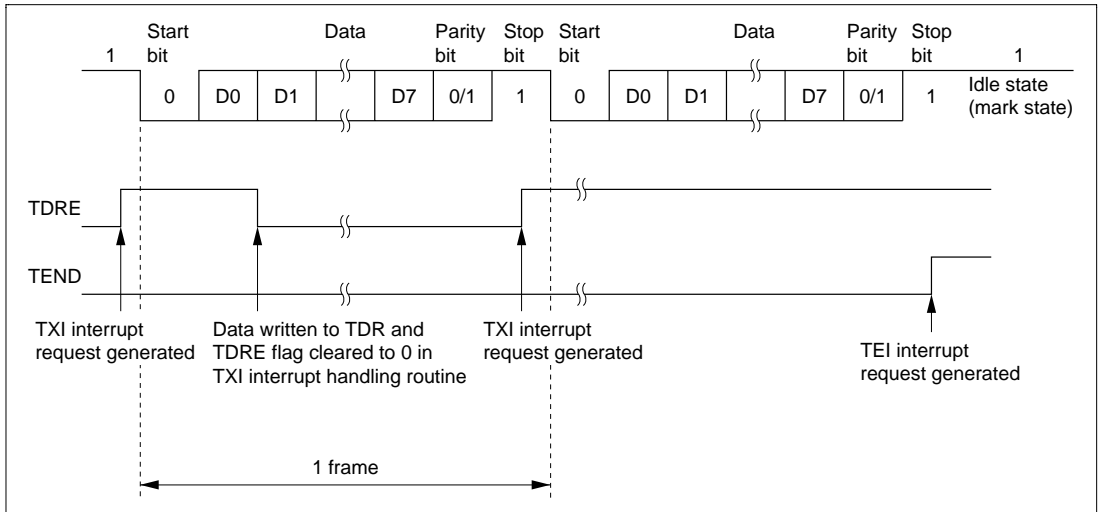 Start Data Parity Stop Start Data Parity Stop
1 bit bit bit bit bit bit 1
0 D0 D1 D7 0/1 1 0 D0 D1 D7 0/1 1 Idle state
(mark state)
TDRE
TEND
TXI interrupt
request generated
Data written to TDR and
TDRE flag cleared to 0 in
TXI interrupt handling routine
TXI interrupt
request generated
TEI interrupt
request generated
1 frame